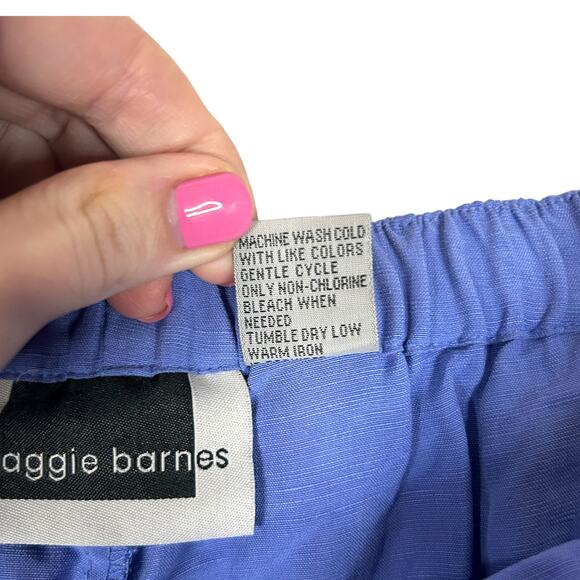 MACHINE WASH COLD
WITH LIKE COLORS
GENTLE CYCLE
ONLY NON-CHLORINE
BLEACH WHEN
NEEDED
TUMBLE DRY LOW
WARM IRON
aggie barnes